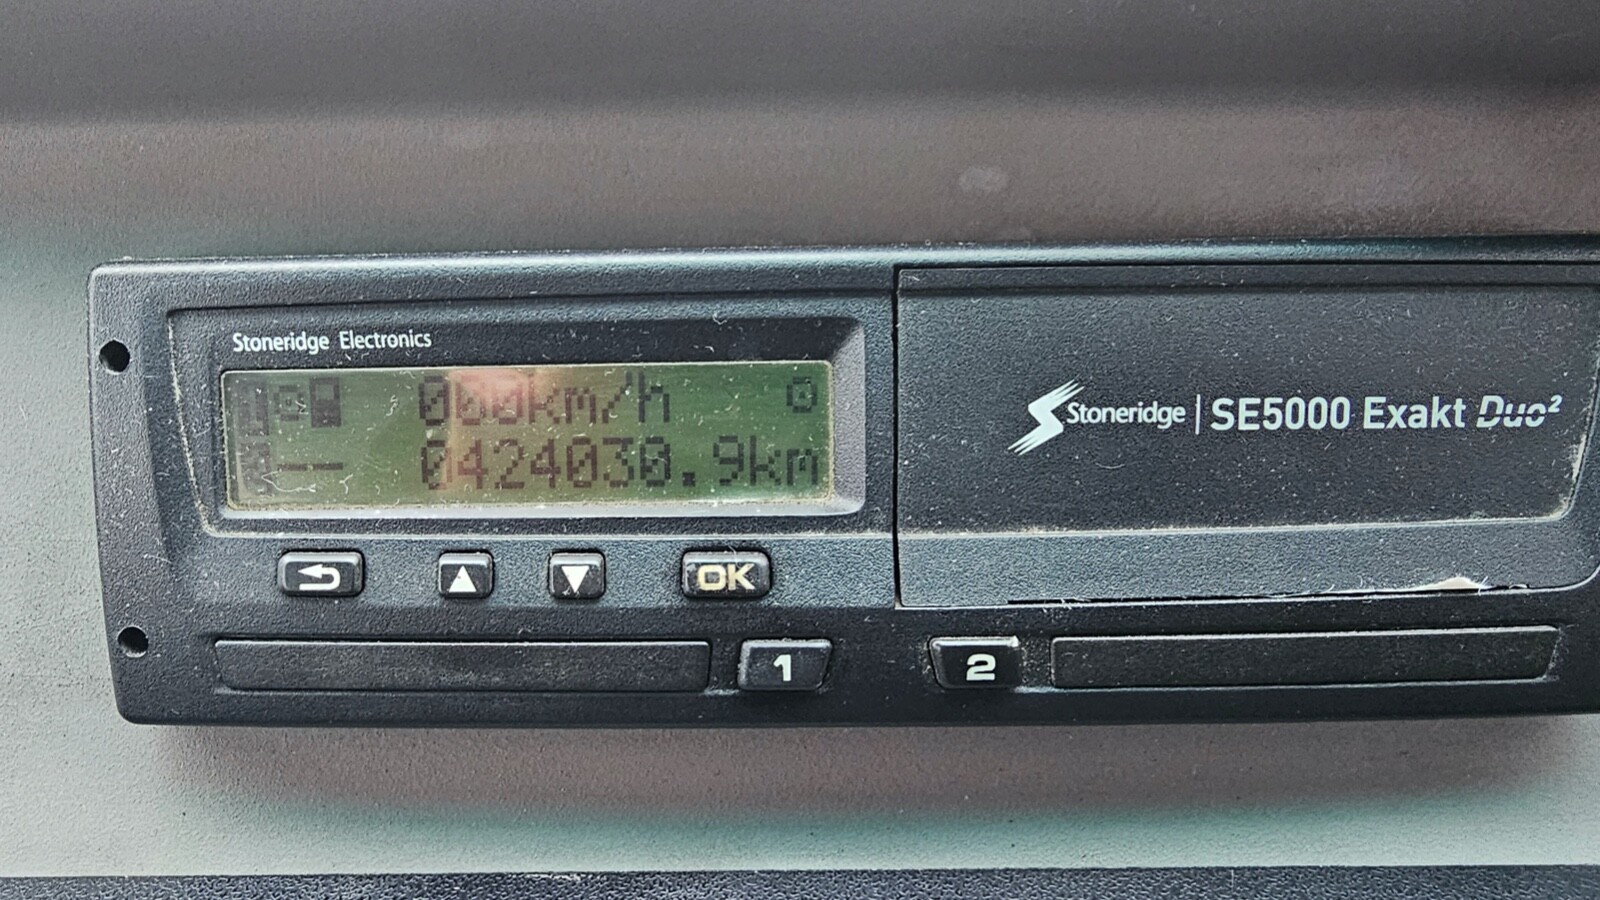 Stoneridge Electronics
000km/h
0424030.9km
OK
1
2
Stoneridge | SE5000 Exakt Duo²